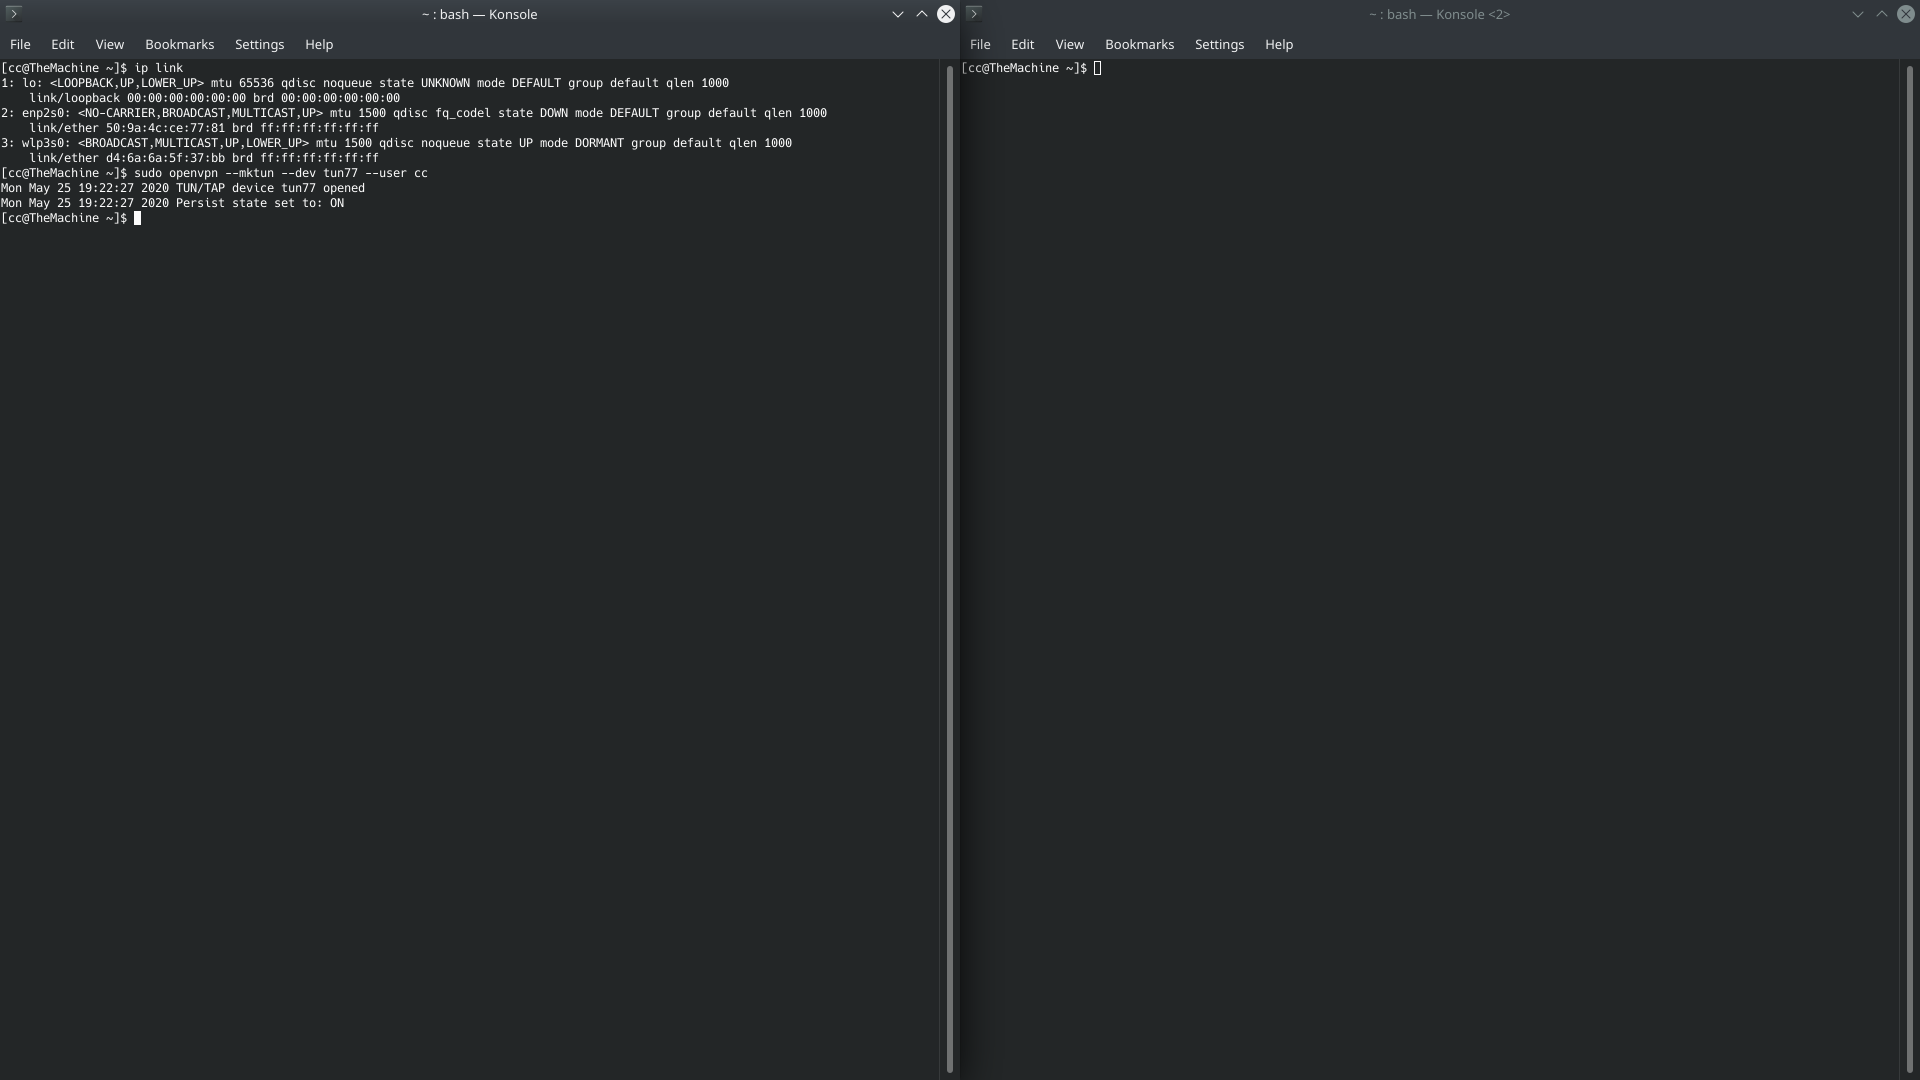 ~ : bash — Konsole
File Edit View Bookmarks Settings Help
[cc@TheMachine ~]$ ip link
1: lo: <LOOPBACK,UP,LOWER_UP> mtu 65536 qdisc noqueue state UNKNOWN mode DEFAULT group default qlen 1000
    link/loopback 00:00:00:00:00:00 brd 00:00:00:00:00:00
2: enp2s0: <NO-CARRIER,BROADCAST,MULTICAST,UP> mtu 1500 qdisc fq_codel state DOWN mode DEFAULT group default qlen 1000
    link/ether 50:9a:4c:ce:77:81 brd ff:ff:ff:ff:ff:ff
3: wlp3s0: <BROADCAST,MULTICAST,UP,LOWER_UP> mtu 1500 qdisc noqueue state UP mode DORMANT group default qlen 1000
    link/ether d4:6a:6a:5f:37:bb brd ff:ff:ff:ff:ff:ff
[cc@TheMachine ~]$ sudo openvpn --mktun --dev tun77 --user cc
Mon May 25 19:22:27 2020 TUN/TAP device tun77 opened
Mon May 25 19:22:27 2020 Persist state set to: ON
[cc@TheMachine ~]$
~ : bash — Konsole <2>
File Edit View Bookmarks Settings Help
[cc@TheMachine ~]$